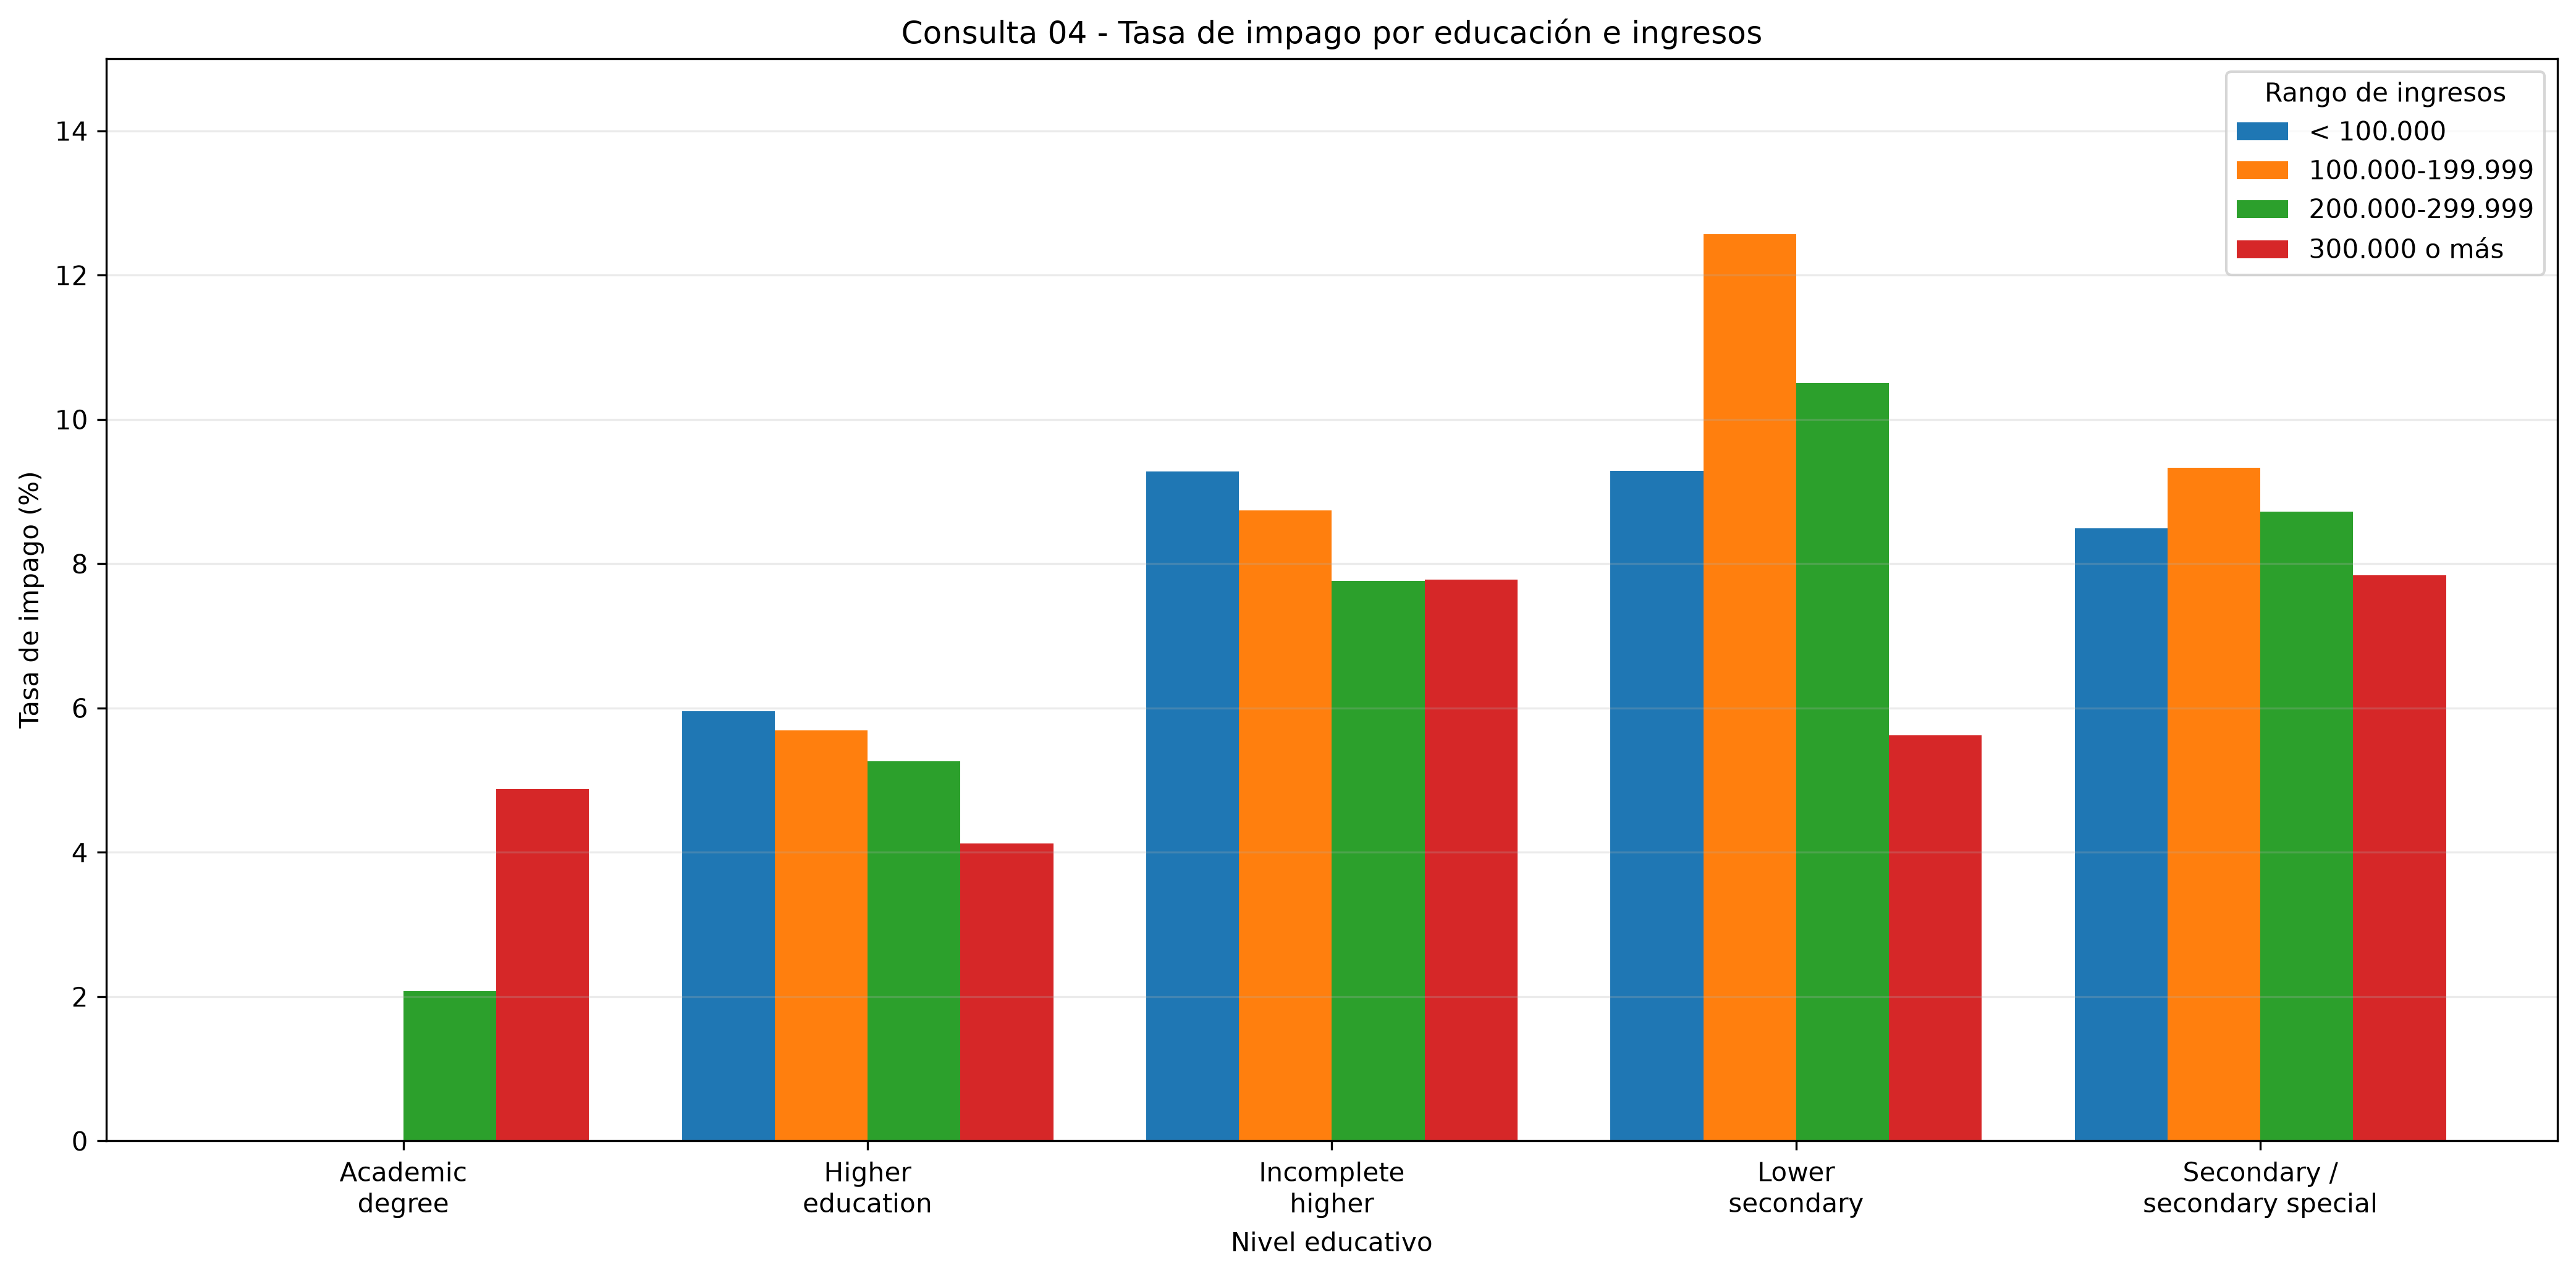 Consulta 04 - Tasa de impago por educación e ingresos
Rango de ingresos
< 100.000
100.000-199.999
200.000-299.999
300.000 o más
Tasa de impago (%)
14
12
10
8
6
4
2
0
Academic
degree
Higher
education
Incomplete
higher
Lower
secondary
Secondary /
secondary special
Nivel educativo